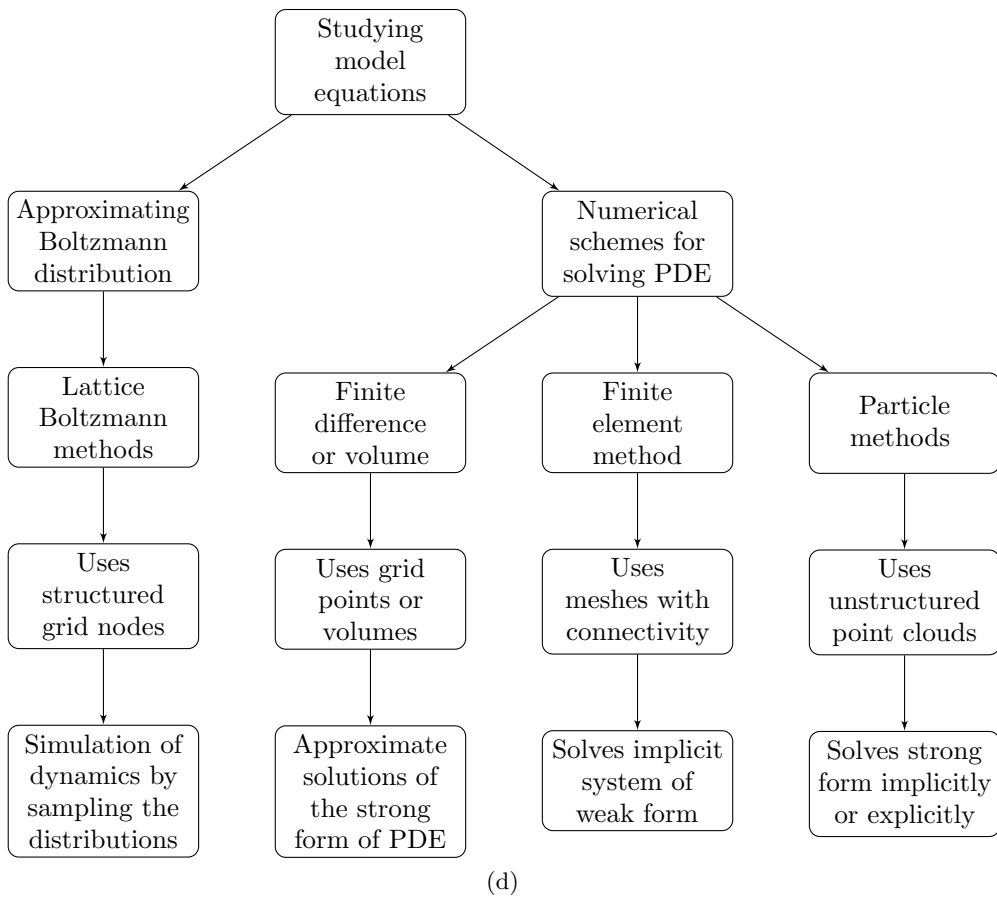 Studying
model
equations
Approximating
Boltzmann
distribution
Numerical
schemes for
solving PDE
Lattice
Boltzmann
methods
Finite
difference
or volume
Finite
element
method
Particle
methods
Uses
structured
grid nodes
Uses grid
points or
volumes
Uses
meshes with
connectivity
Uses
unstructured
point clouds
Simulation of
dynamics by
sampling the
distributions
Approximate
solutions of
the strong
form of PDE
Solves implicit
system of
weak form
Solves strong
form implicitly
or explicitly
(d)